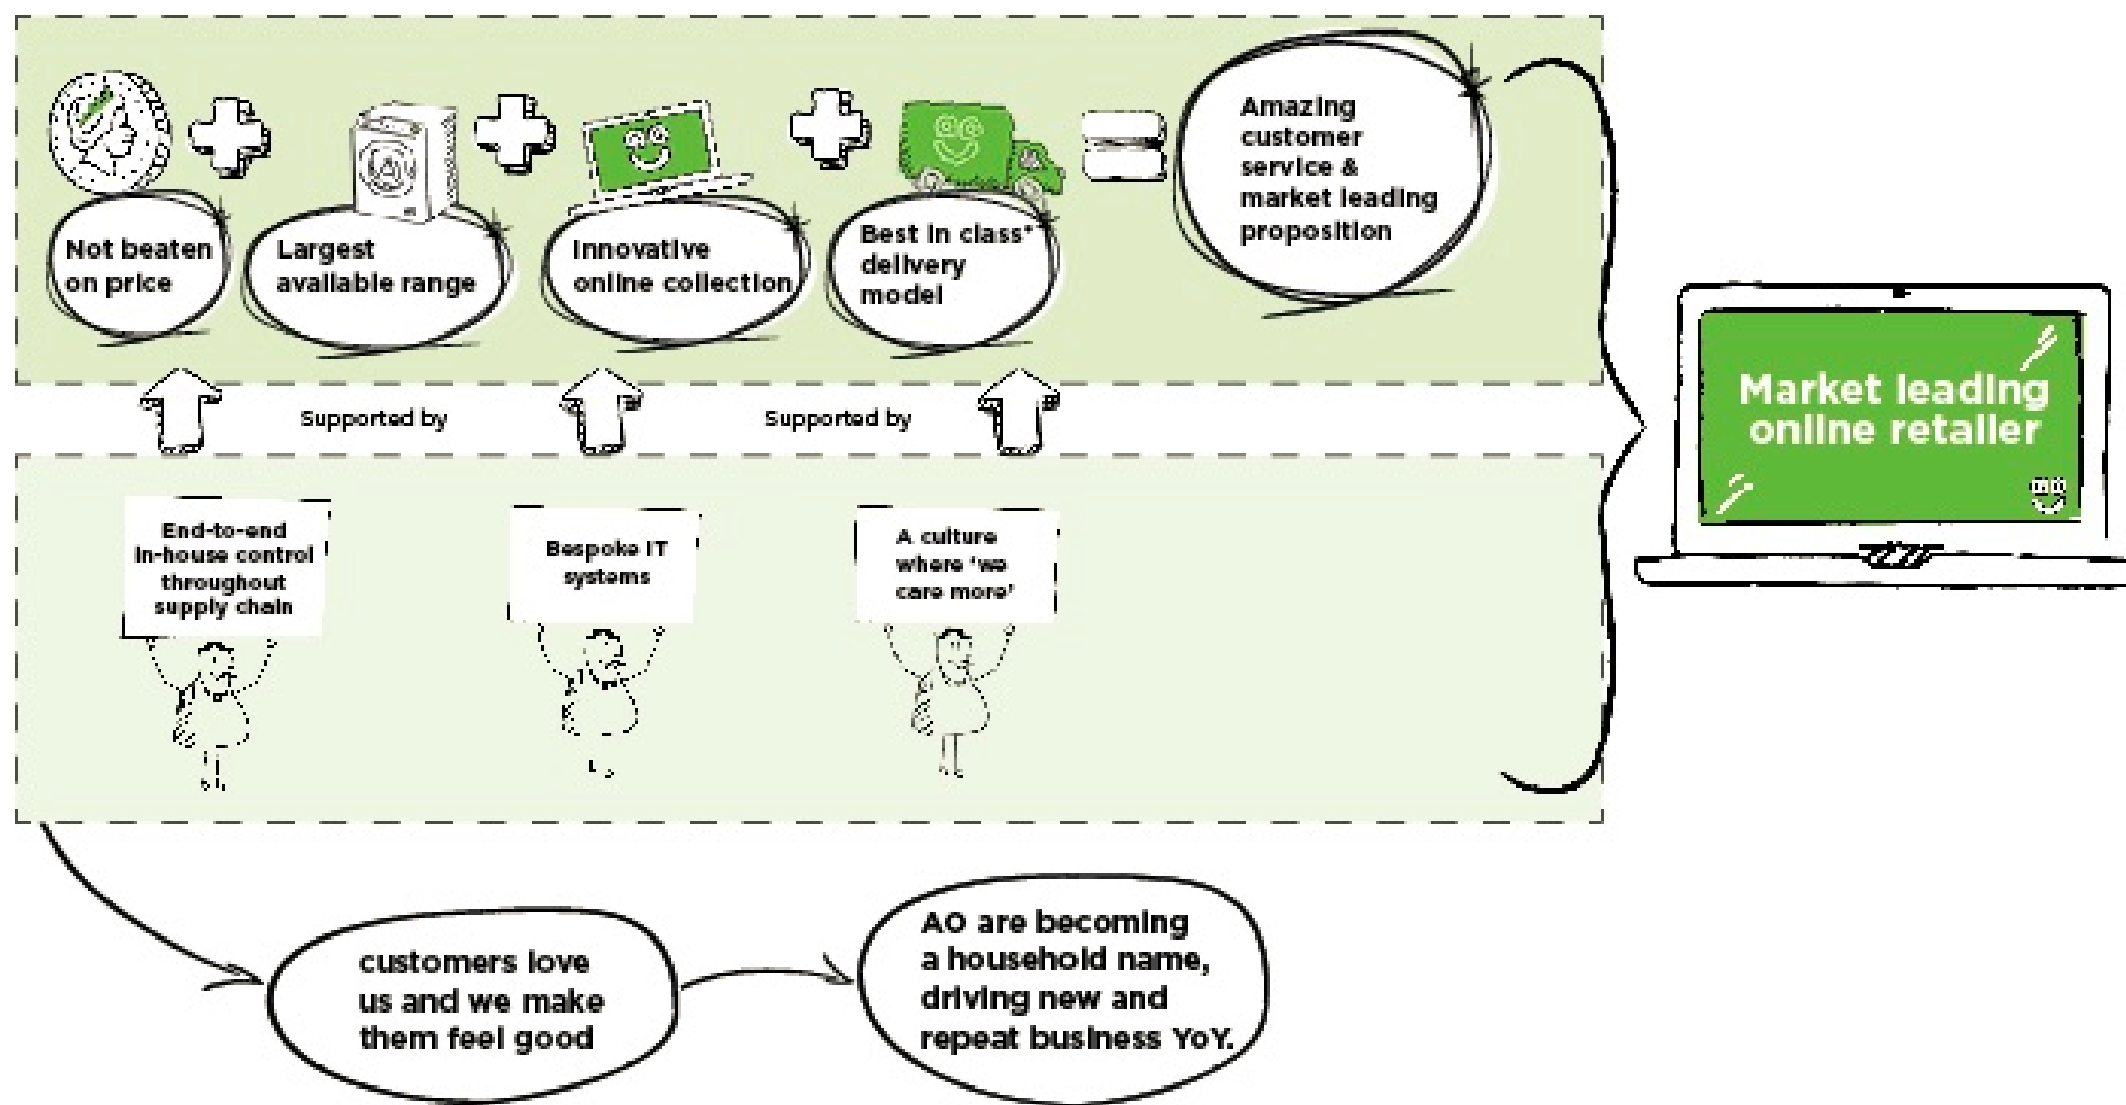 Not beaten
on price
Largest
available range
Innovative
online collection
Best in class*
delivery
model
Amazing
customer
service &
market leading
proposition
Supported by
Supported by
End-to-end
in-house control
throughout
supply chain
Bespoke IT
systems
A culture
where 'we
care more'
Market leading
online retailer
customers love
us and we make
them feel good
AO are becoming
a household name,
driving new and
repeat business YoY.